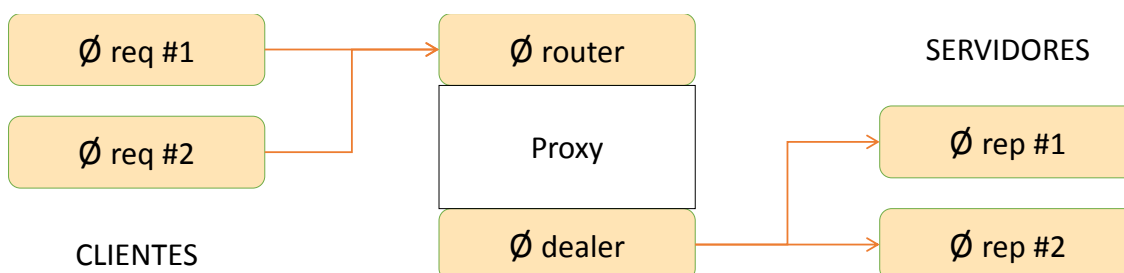 Ø req #1
Ø req #2
CLIENTES
Ø router
Proxy
Ø dealer
SERVIDORES
Ø rep #1
Ø rep #2